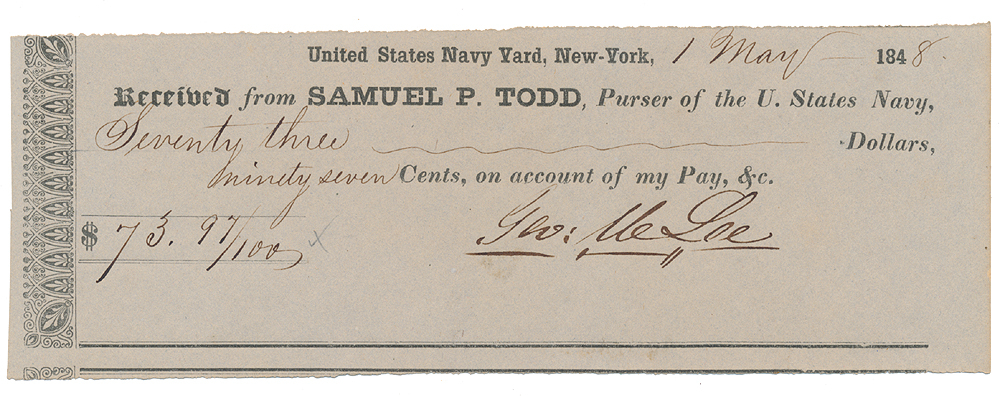 United States Navy Yard, New-York, 1 May 1848.
Received from SAMUEL P. TODD, Purser of the U. States Navy,
Seventy three Dollars,
ninety seven Cents, on account of my Pay, &c.
$ 73. 97/100 x
Geo: